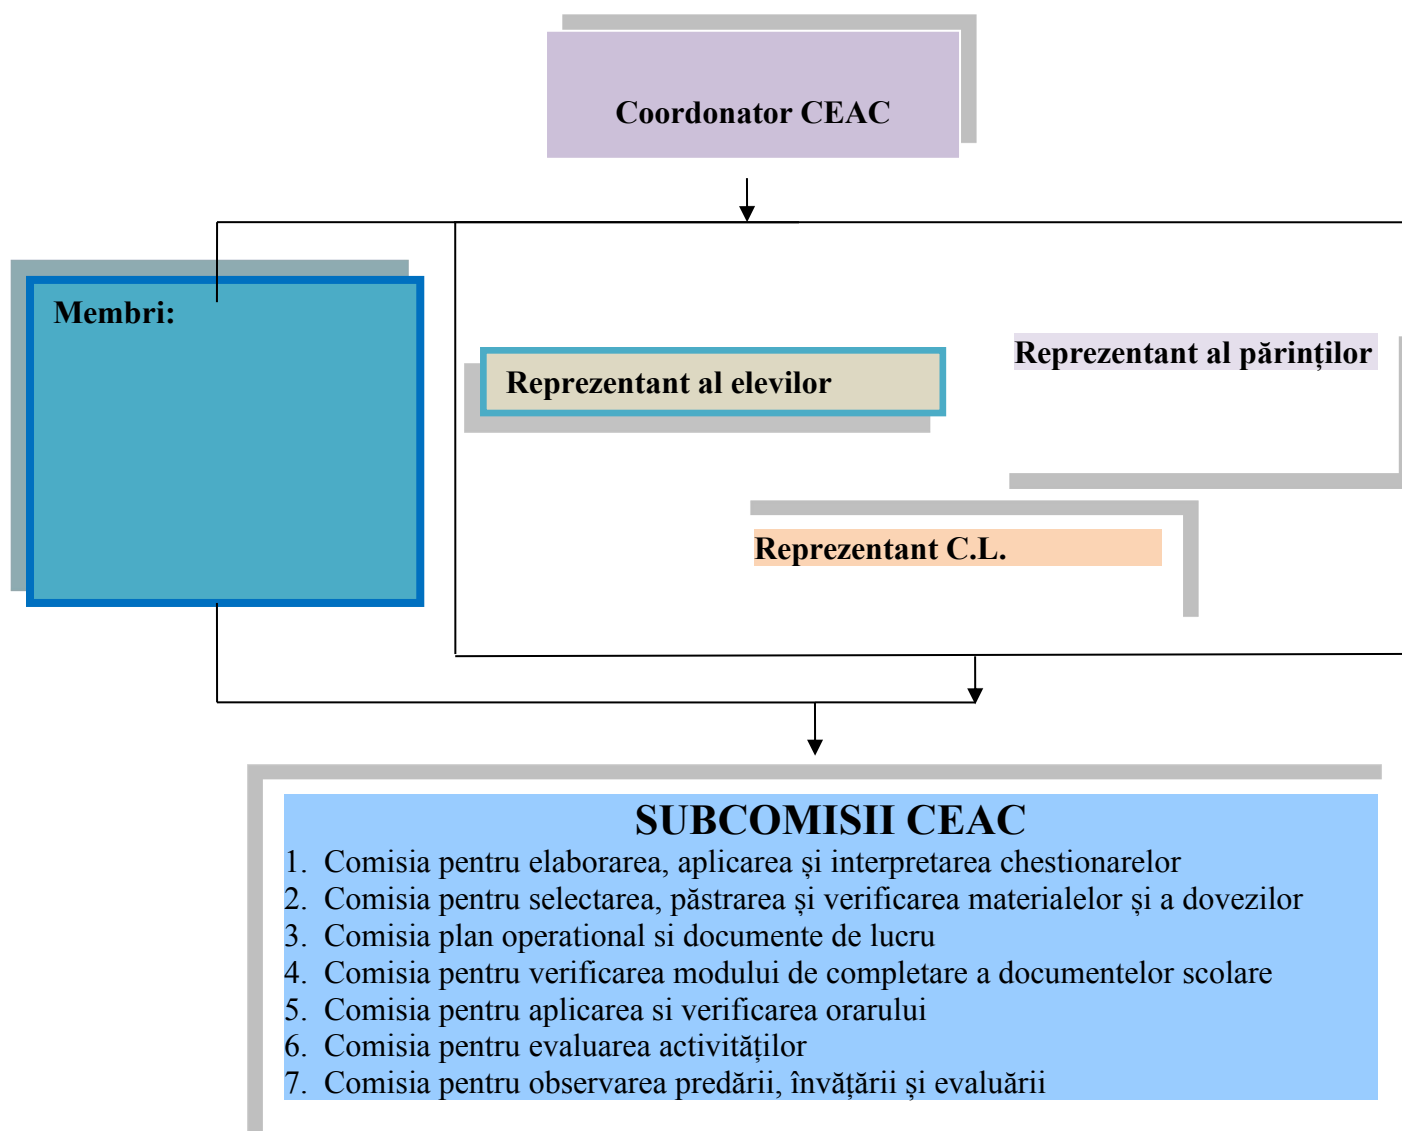 Coordonator CEAC
Membri:
Reprezentant al elevilor
Reprezentant al părinților
Reprezentant C.L.
SUBCOMISII CEAC
1. Comisia pentru elaborarea, aplicarea și interpretarea chestionarelor
2. Comisia pentru selectarea, păstrarea și verificarea materialelor și a dovezilor
3. Comisia plan operational si documente de lucru
4. Comisia pentru verificarea modului de completare a documentelor scolare
5. Comisia pentru aplicarea si verificarea orarului
6. Comisia pentru evaluarea activităților
7. Comisia pentru observarea predării, învățării și evaluării